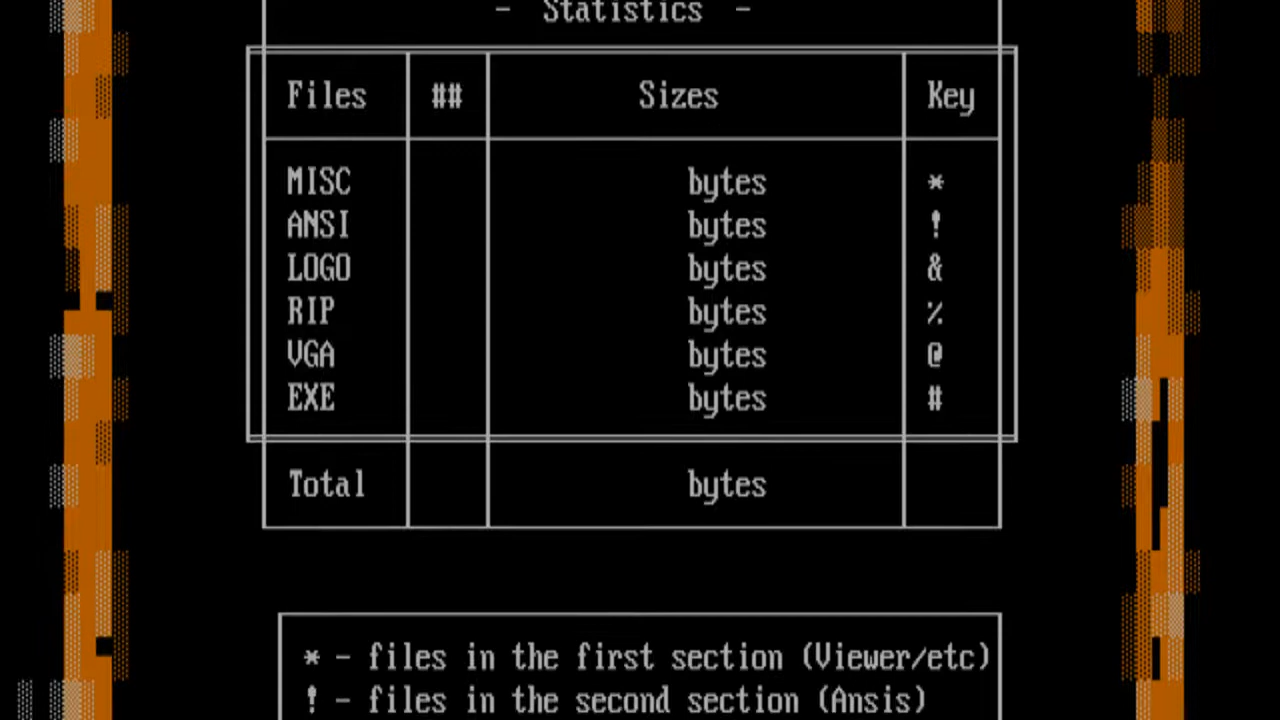 - Statistics -
Files ## Sizes Key
MISC bytes *
ANSI bytes !
LOGO bytes &
RIP bytes %
VGA bytes @
EXE bytes #
Total bytes
* - files in the first section (Viewer/etc)
! - files in the second section (Ansis)